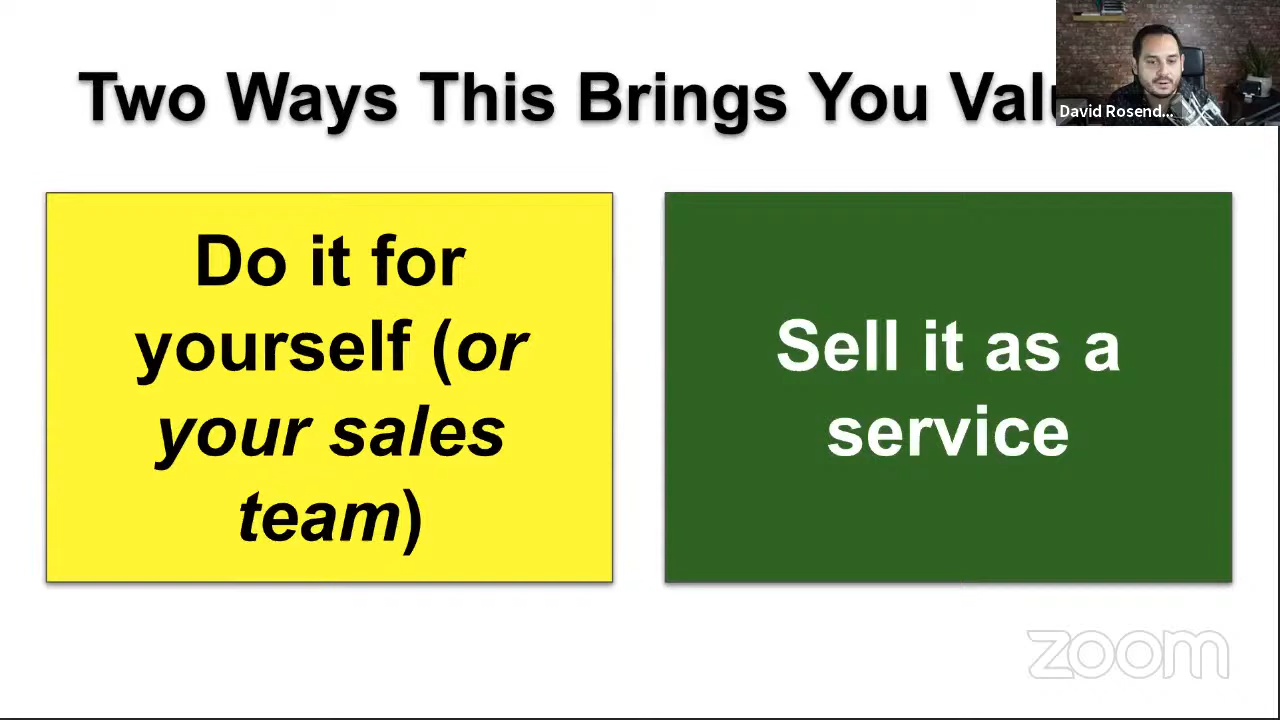 Two Ways This Brings You
David Rosend...
Do it for
yourself (or
your sales
team)
Sell it as a
service
zoom